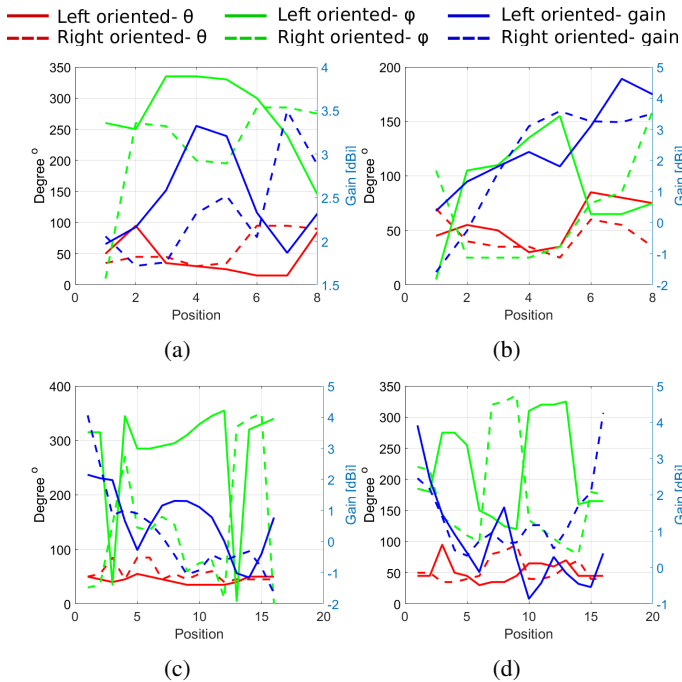 Left oriented- θ Left oriented- φ Left oriented- gain
Right oriented- θ Right oriented- φ Right oriented- gain
350
300
250
200
150
100
50
0
Degree °
4
3.5
3
2.5
2
1.5
Gain [dBi]
0 2 4 6 8
Position
(a)
200
150
100
50
0
Degree °
5
4
3
2
1
0
-1
-2
Gain [dBi]
0 2 4 6 8
Position
(b)
400
300
200
100
0
Degree °
5
4
3
2
1
0
-1
-2
Gain [dBi]
0 5 10 15 20
Position
(c)
350
300
250
200
150
100
50
0
Degree °
5
4
3
2
1
0
-1
Gain [dBi]
0 5 10 15 20
Position
(d)